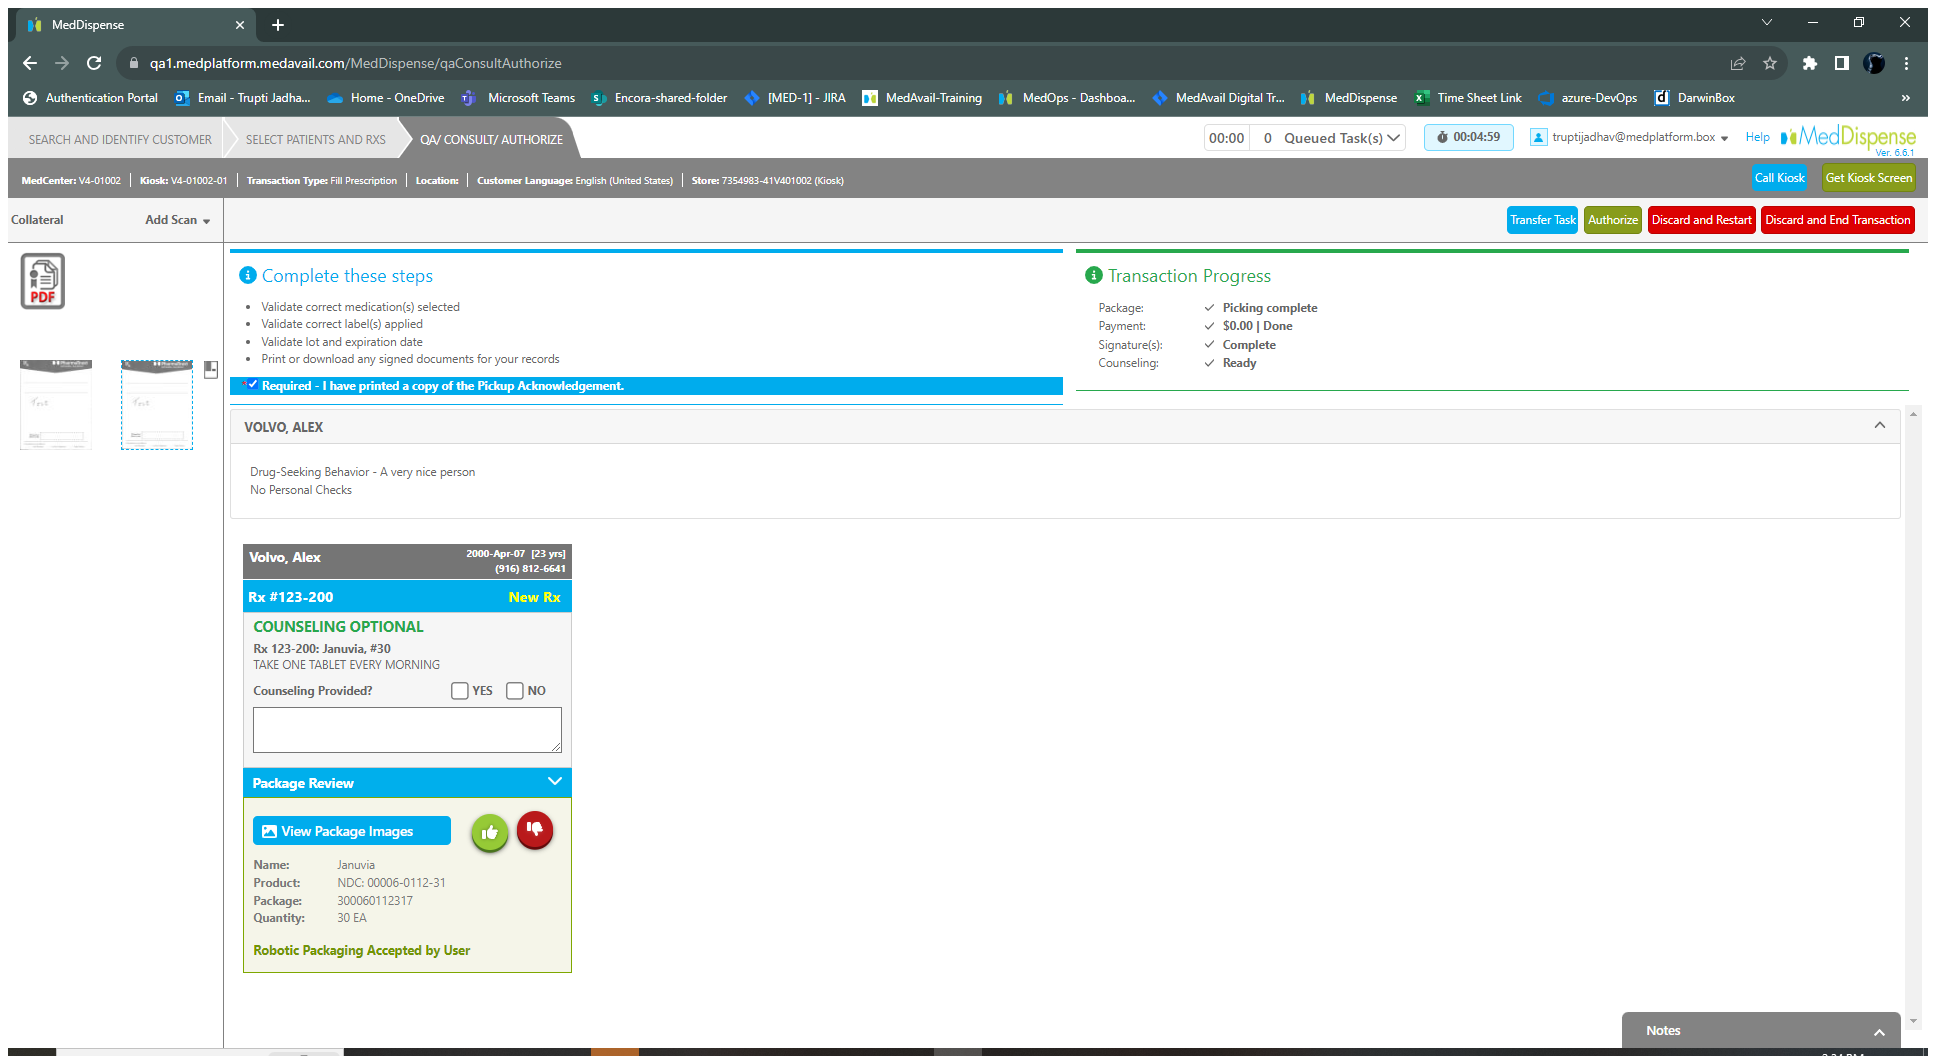 MedDispense
qa1.medplatform.medavail.com/MedDispense/qaConsultAuthorize
Authentication Portal
Email - Trupti Jadha...
Home - OneDrive
Microsoft Teams
Encora-shared-folder
[MED-1] - JIRA
MedAvail-Training
MedOps - Dashboa...
MedAvail Digital Tr...
MedDispense
Time Sheet Link
azure-DevOps
DarwinBox
SEARCH AND IDENTIFY CUSTOMER
SELECT PATIENTS AND RXS
QA/ CONSULT/ AUTHORIZE
00:00
0 Queued Task(s)
00:04:59
truptijadhav@medplatform.box
Help
MedDispense
Ver. 6.6.1
MedCenter: V4-01002
Kiosk: V4-01002-01
Transaction Type: Fill Prescription
Location:
Customer Language: English (United States)
Store: 7354983-41V401002 (Kiosk)
Call Kiosk
Get Kiosk Screen
Collateral
Add Scan
Transfer Task
Authorize
Discard and Restart
Discard and End Transaction
PDF
Complete these steps
Validate correct medication(s) selected
Validate correct label(s) applied
Validate lot and expiration date
Print or download any signed documents for your records
Required - I have printed a copy of the Pickup Acknowledgement.
Transaction Progress
Package: Picking complete
Payment: $0.00 | Done
Signature(s): Complete
Counseling: Ready
VOLVO, ALEX
Drug-Seeking Behavior - A very nice person
No Personal Checks
Volvo, Alex
2000-Apr-07 [23 yrs]
(916) 812-6641
Rx #123-200
New Rx
COUNSELING OPTIONAL
Rx 123-200: Januvia, #30
TAKE ONE TABLET EVERY MORNING
Counseling Provided? YES NO
Package Review
View Package Images
Name: Januvia
Product: NDC: 00006-0112-31
Package: 300060112317
Quantity: 30 EA
Robotic Packaging Accepted by User
Notes